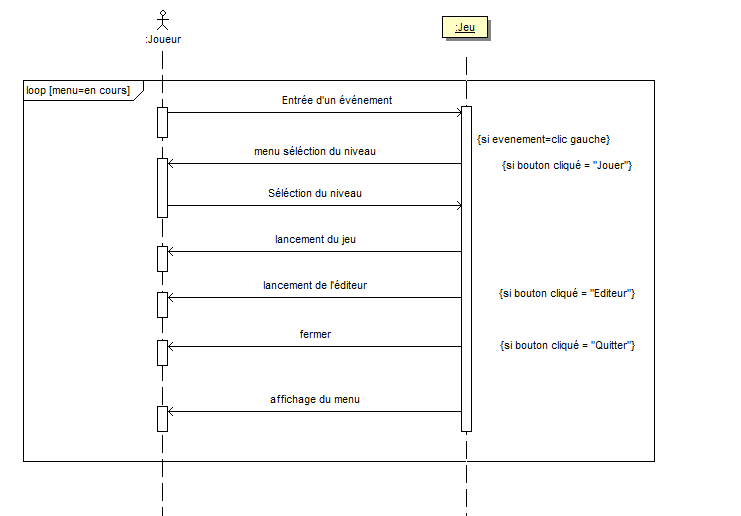 :Joueur
:Jeu
loop [menu=en cours]
Entrée d'un événement
{si evenement=clic gauche}
menu séléction du niveau
{si bouton cliqué = "Jouer"}
Séléction du niveau
lancement du jeu
lancement de l'éditeur
{si bouton cliqué = "Editeur"}
fermer
{si bouton cliqué = "Quitter"}
affichage du menu